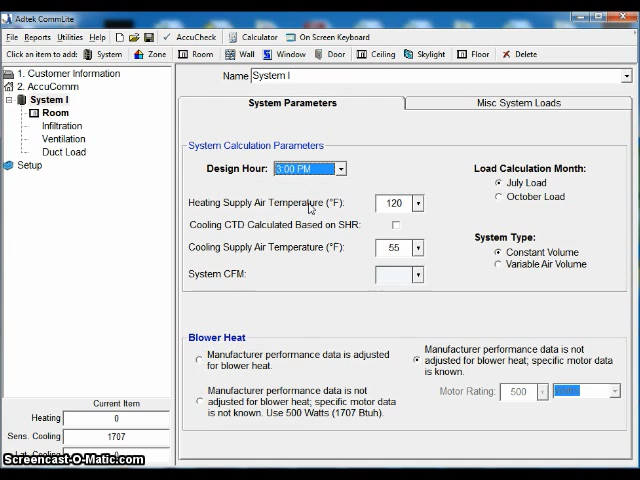 Adtek CommLite
File Reports Utilities Help AccuCheck Calculator On Screen Keyboard
Click an item to add: System Zone Room Wall Window Door Ceiling Skylight Floor Delete
1. Customer Information
2. AccuComm
System I
Room
Infiltration
Ventilation
Duct Load
Setup
Name System I
System Parameters Misc System Loads
System Calculation Parameters
Design Hour: 3:00 PM
Heating Supply Air Temperature (°F): 120
Cooling CTD Calculated Based on SHR:
Cooling Supply Air Temperature (°F): 55
System CFM:
Load Calculation Month:
July Load
October Load
System Type:
Constant Volume
Variable Air Volume
Blower Heat
Manufacturer performance data is adjusted
for blower heat.
Manufacturer performance data is not
adjusted for blower heat; specific motor data
is not known. Use 500 Watts (1707 Btuh).
Manufacturer performance data is not
adjusted for blower heat; specific motor data
is known.
Motor Rating: 500
Current Item
Heating 0
Sens. Cooling 1707
Lat. Cooling 0
Screencast-O-Matic.com